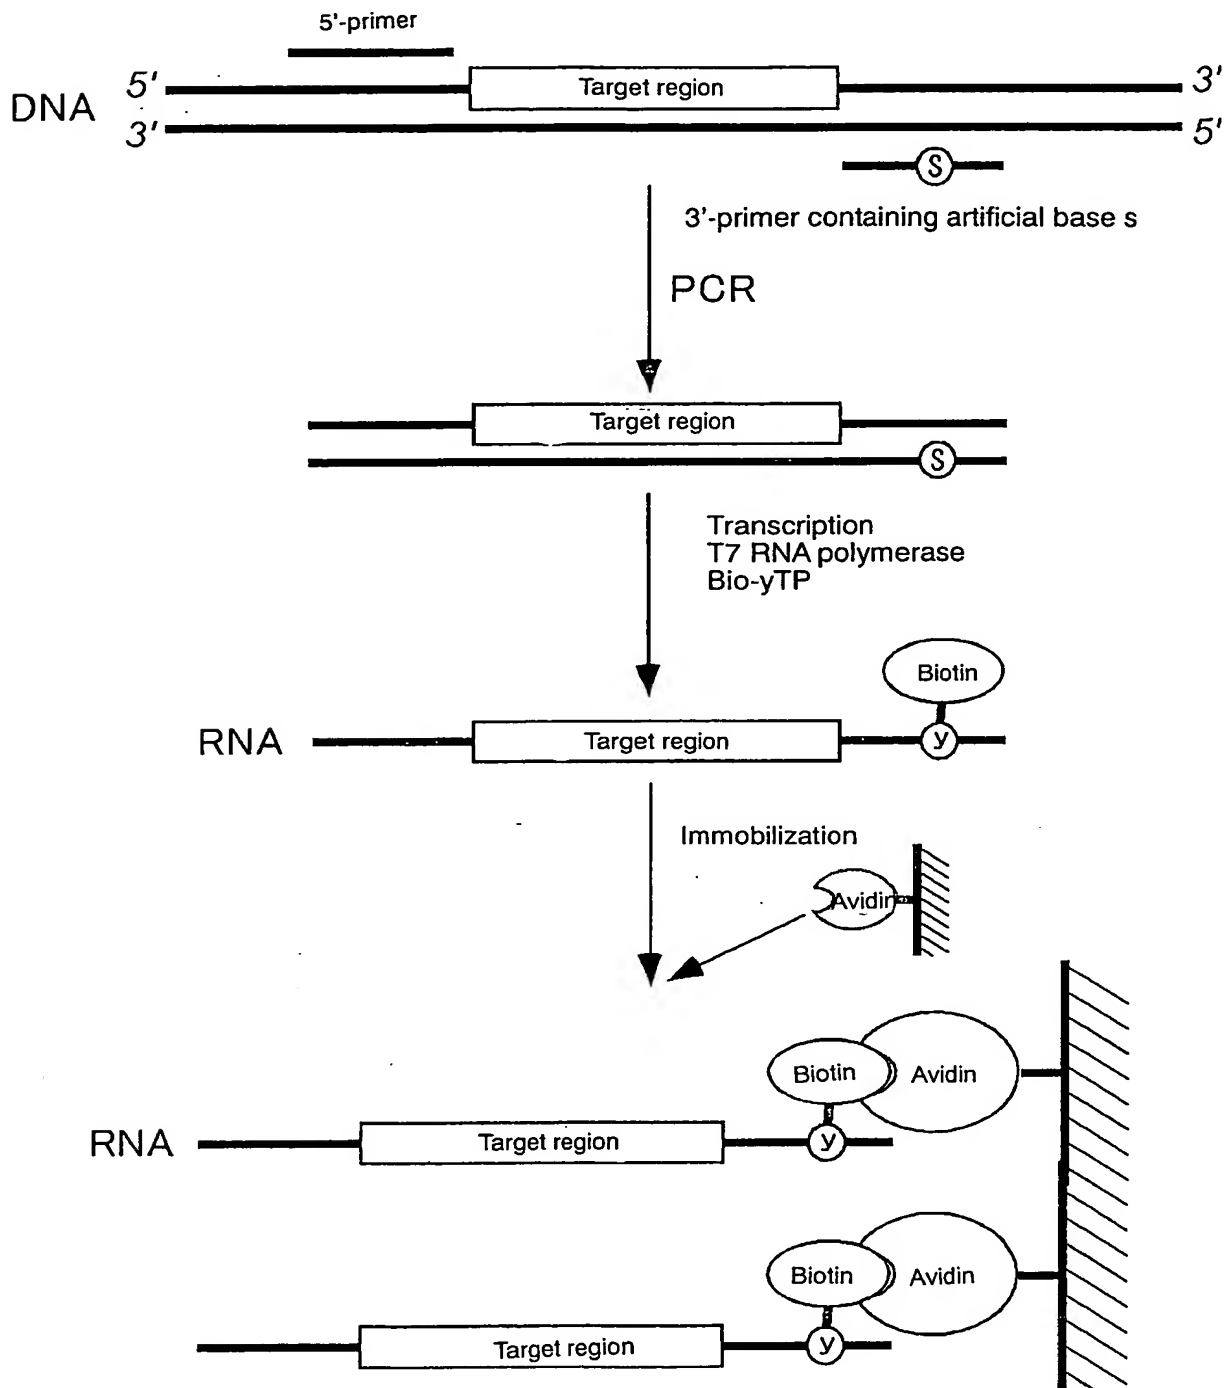 5'-primer
5' Target region 3'
DNA
3' 5'
S
3'-primer containing artificial base s
PCR
Target region
S
Transcription
T7 RNA polymerase
Bio-yTP
Biotin
RNA Target region y
Immobilization
Avidin
Biotin Avidin
RNA Target region y
Biotin Avidin
Target region y